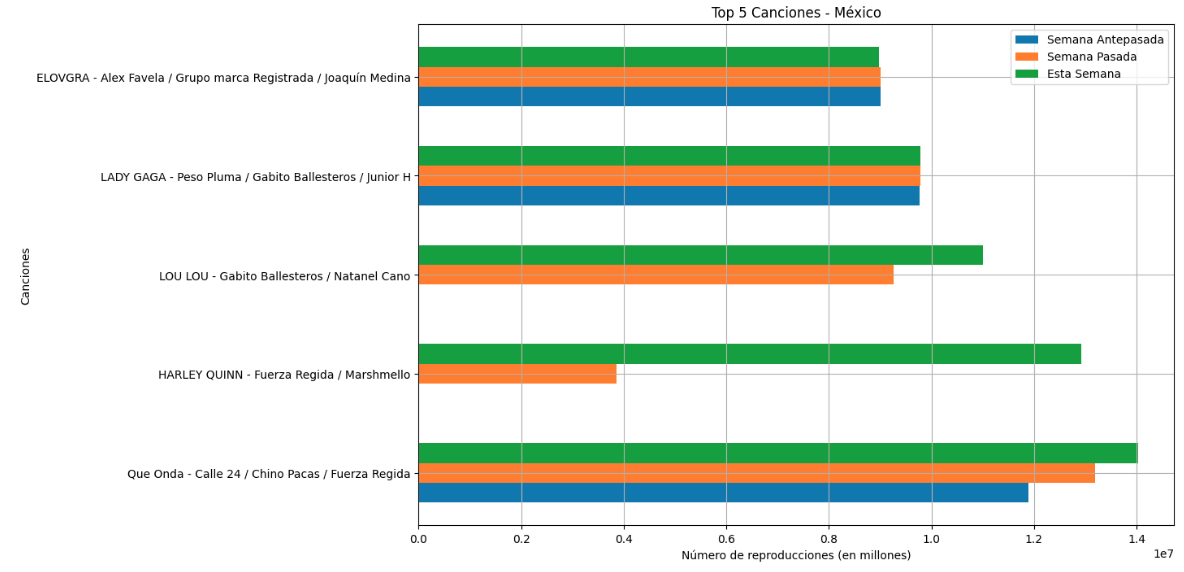 Top 5 Canciones - México
Semana Antepasada
Semana Pasada
Esta Semana
Canciones
ELOVGRA - Alex Favela / Grupo marca Registrada / Joaquín Medina
LADY GAGA - Peso Pluma / Gabito Ballesteros / Junior H
LOU LOU - Gabito Ballesteros / Natanel Cano
HARLEY QUINN - Fuerza Regida / Marshmello
Que Onda - Calle 24 / Chino Pacas / Fuerza Regida
0.0 0.2 0.4 0.6 0.8 1.0 1.2 1.4
1e7
Número de reproducciones (en millones)